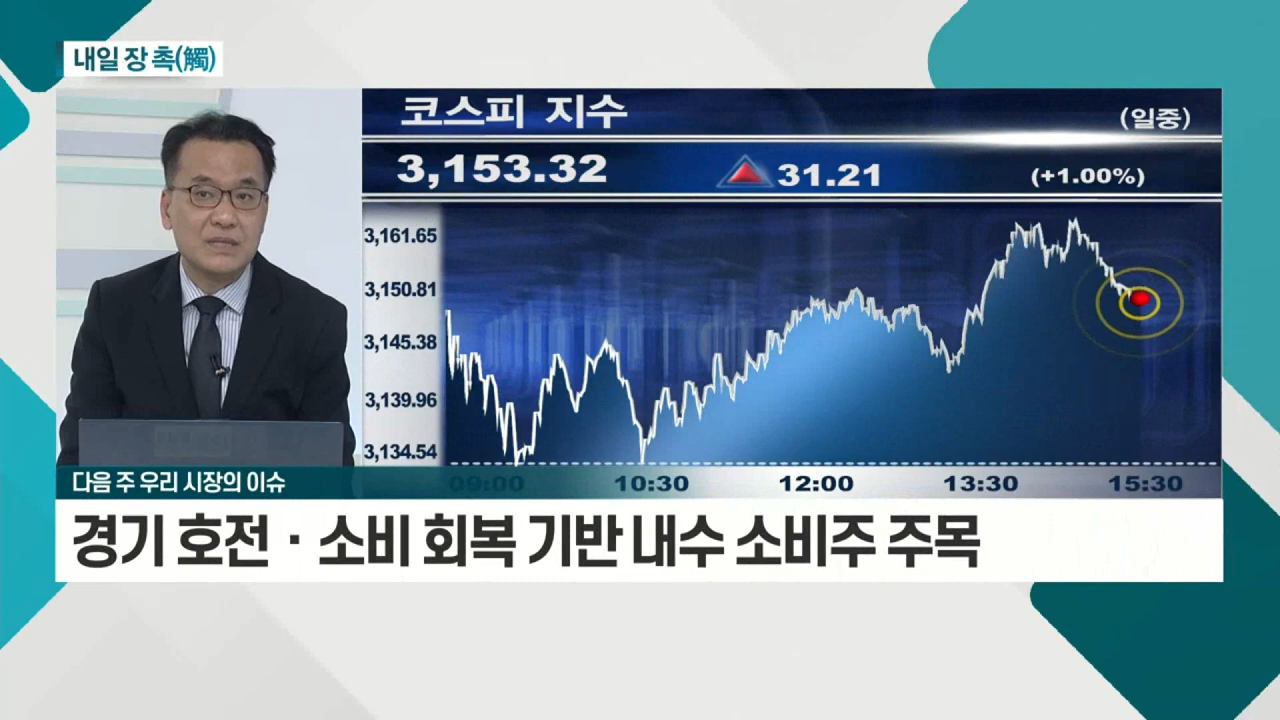 내일 장 촉(觸)
코스피 지수
(일중)
3,153.32
31.21
(+1.00%)
3,161.65
3,150.81
3,145.38
3,139.96
3,134.54
09:00
10:30
12:00
13:30
15:30
다음 주 우리 시장의 이슈
경기 호전·소비 회복 기반 내수 소비주 주목